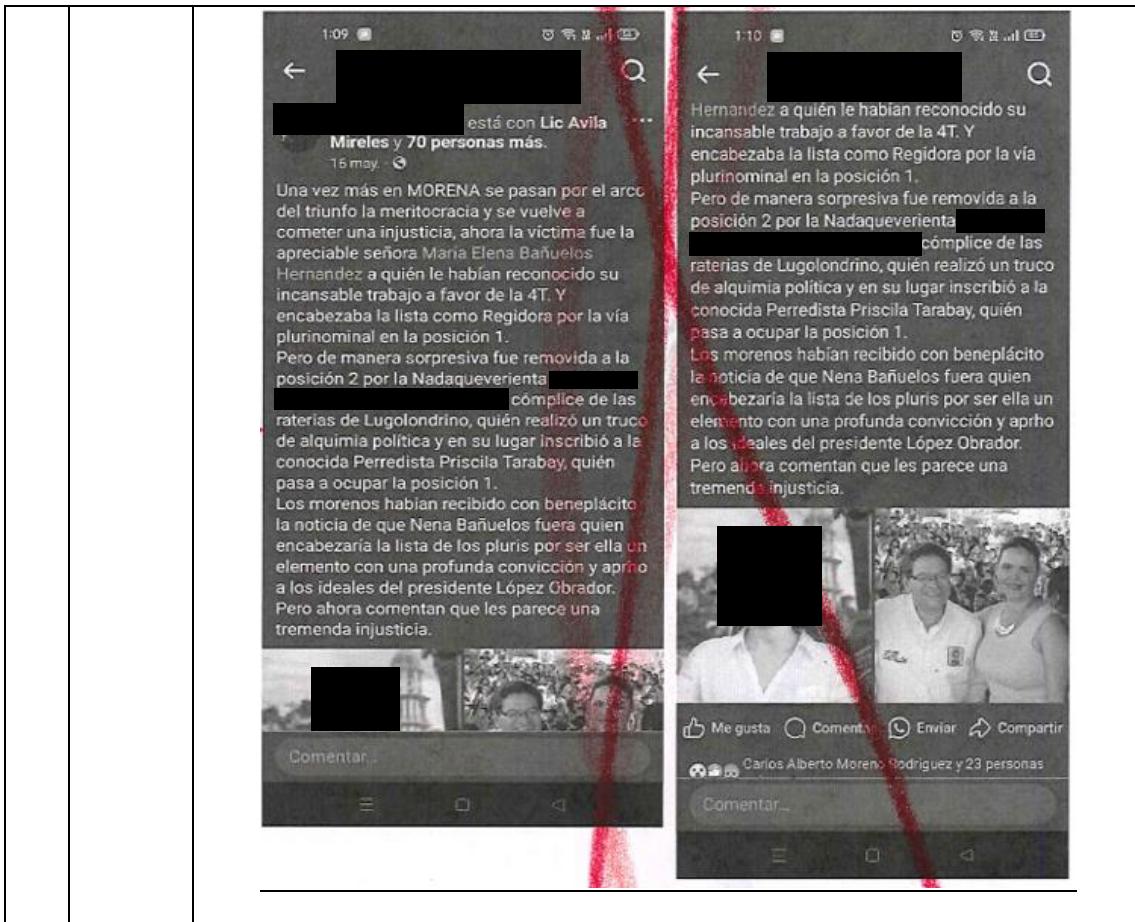 1:09
está con Lic Avila
Mireles y 70 personas más.
16 may.
Una vez más en MORENA se pasan por el arco
del triunfo la meritocracia y se vuelve a
cometer una injusticia, ahora la víctima fue la
apreciable señora Maria Elena Bañuelos
Hernandez a quién le habían reconocido su
incansable trabajo a favor de la 4T. Y
encabezaba la lista como Regidora por la vía
plurinominal en la posición 1.
Pero de manera sorpresiva fue removida a la
posición 2 por la Nadaqueverienta
cómplice de las
raterias de Lugolondrino, quién realizó un truco
de alquimia política y en su lugar inscribió a la
conocida Perredista Priscila Tarabay, quién
pasa a ocupar la posición 1.
Los morenos habían recibido con beneplácito
la noticia de que Nena Bañuelos fuera quien
encabezaría la lista de los pluris por ser ella un
elemento con una profunda convicción y aprho
a los ideales del presidente López Obrador.
Pero ahora comentan que les parece una
tremenda injusticia.
Comentar...
1:10
Hernandez a quién le habían reconocido su
incansable trabajo a favor de la 4T. Y
encabezaba la lista como Regidora por la vía
plurinominal en la posición 1.
Pero de manera sorpresiva fue removida a la
posición 2 por la Nadaqueverienta
cómplice de las
raterias de Lugolondrino, quién realizó un truco
de alquimia política y en su lugar inscribió a la
conocida Perredista Priscila Tarabay, quién
pasa a ocupar la posición 1.
Los morenos habían recibido con beneplácito
la noticia de que Nena Bañuelos fuera quien
encabezaría la lista de los pluris por ser ella un
elemento con una profunda convicción y aprho
a los ideales del presidente López Obrador.
Pero ahora comentan que les parece una
tremenda injusticia.
Me gusta Comentar Enviar Compartir
Carlos Alberto Moreno Rodriguez y 23 personas
Comentar...